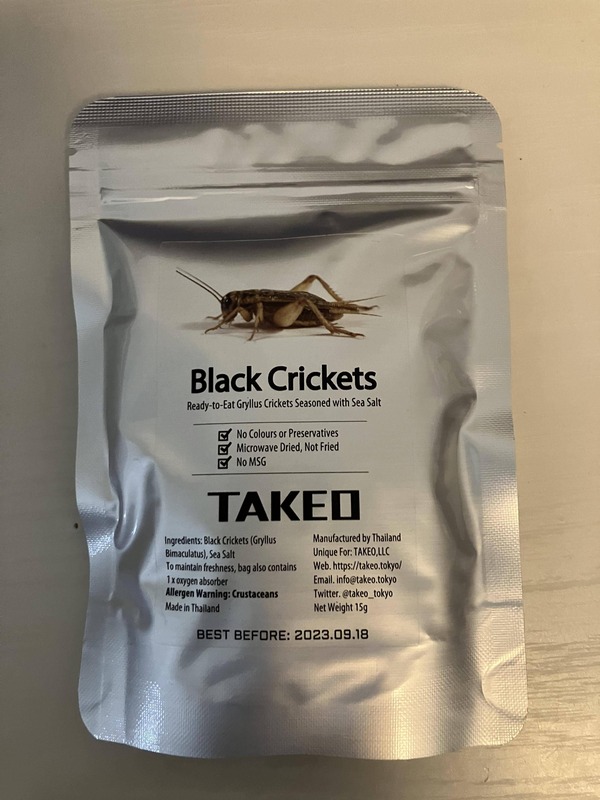 Black Crickets
Ready-to-Eat Gryllus Crickets Seasoned with Sea Salt
No Colours or Preservatives
Microwave Dried, Not Fried
No MSG
TAKEO
Ingredients: Black Crickets (Gryllus
Bimaculatus), Sea Salt
To maintain freshness, bag also contains
1 x oxygen absorber
Allergen Warning: Crustaceans
Made in Thailand
Manufactured by Thailand
Unique For: TAKEO,LLC
Web. https://takeo.tokyo/
Email. info@takeo.tokyo
Twitter. @takeo_tokyo
Net Weight 15g
BEST BEFORE: 2023.09.18